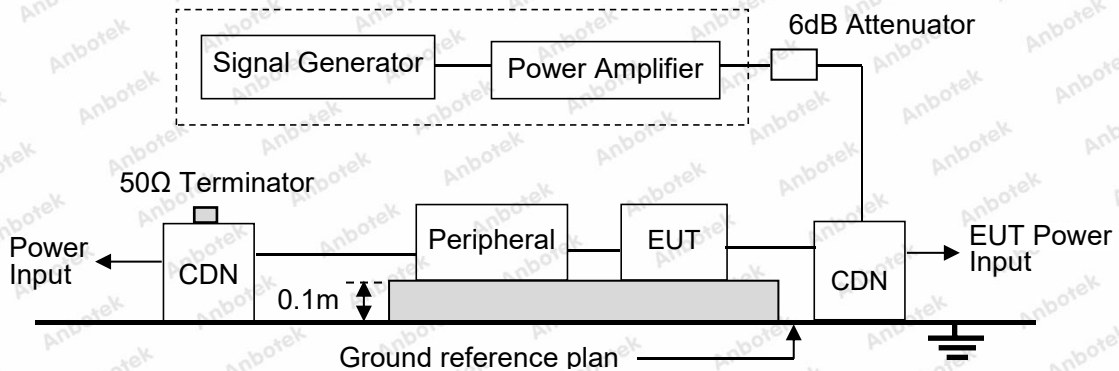 6dB Attenuator
Signal Generator
Power Amplifier
50Ω Terminator
Power
Input
CDN
Peripheral
EUT
CDN
EUT Power
Input
0.1m
Ground reference plan
Anbotek